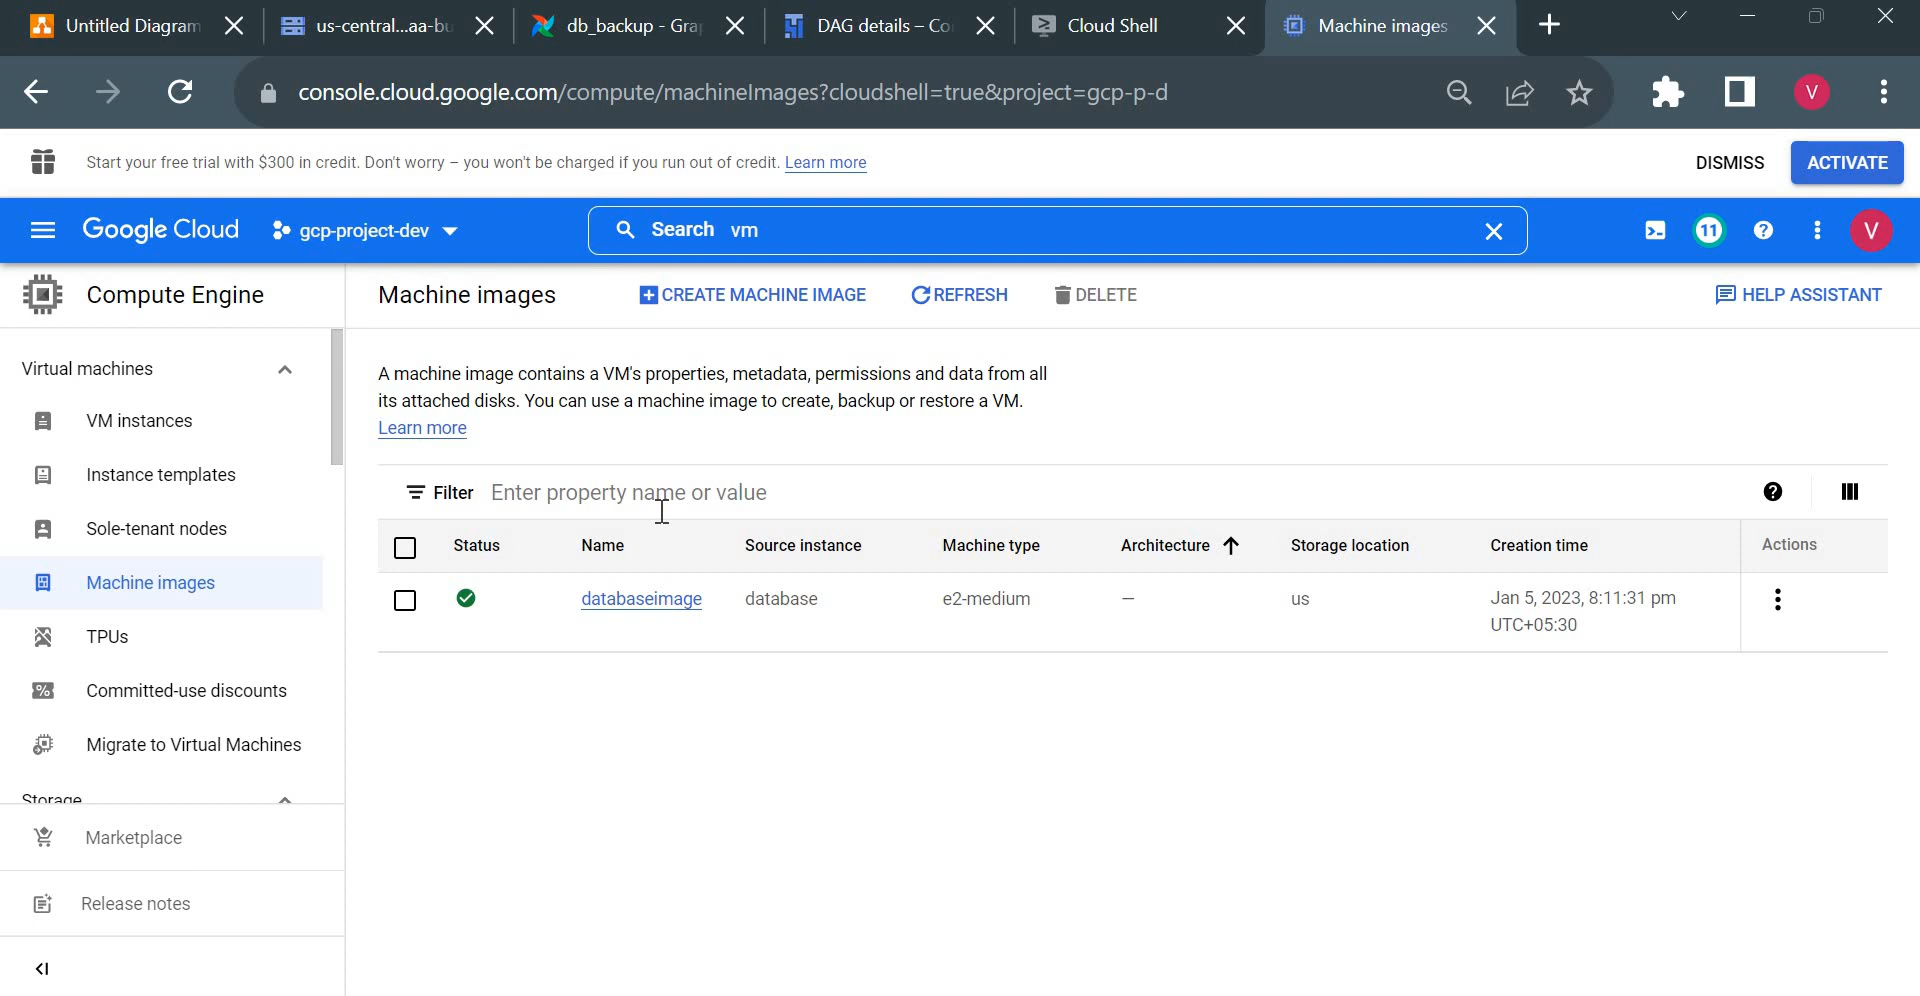 Untitled Diagram
us-central...aa-bu
db_backup - Gra
DAG details – Co
Cloud Shell
Machine images
console.cloud.google.com/compute/machineImages?cloudshell=true&project=gcp-p-d
V
Start your free trial with $300 in credit. Don't worry – you won't be charged if you run out of credit. Learn more
DISMISS
ACTIVATE
Google Cloud
gcp-project-dev
Search vm
11
V
Compute Engine
Machine images
CREATE MACHINE IMAGE
REFRESH
DELETE
HELP ASSISTANT
Virtual machines
VM instances
Instance templates
Sole-tenant nodes
Machine images
TPUs
Committed-use discounts
Migrate to Virtual Machines
Storage
Marketplace
Release notes
A machine image contains a VM's properties, metadata, permissions and data from all
its attached disks. You can use a machine image to create, backup or restore a VM.
Learn more
Filter Enter property name or value
Status Name Source instance Machine type Architecture Storage location Creation time Actions
databaseimage database e2-medium – us Jan 5, 2023, 8:11:31 pm
UTC+05:30